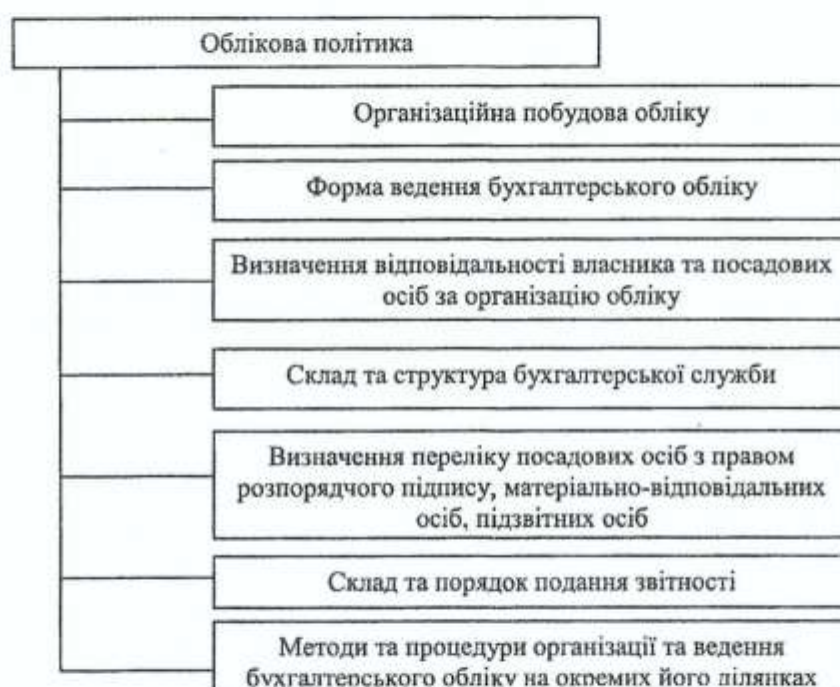 Облікова політика
Організаційна побудова обліку
Форма ведення бухгалтерського обліку
Визначення відповідальності власника та посадових
осіб за організацію обліку
Склад та структура бухгалтерської служби
Визначення переліку посадових осіб з правом
розпорядчого підпису, матеріально-відповідальних
осіб, підзвітних осіб
Склад та порядок подання звітності
Методи та процедури організації та ведення
бухгалтерського обліку на окремих його ділянках